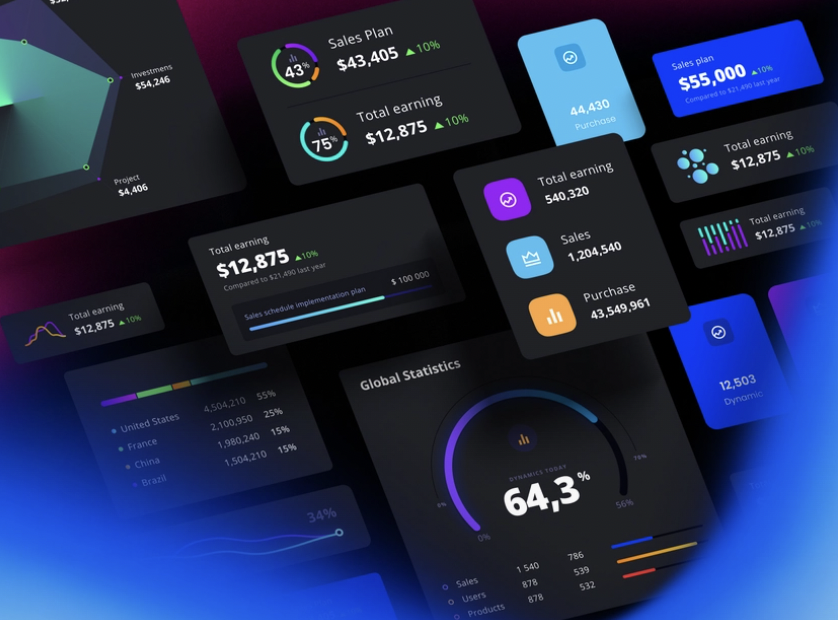 Investmens
$54,246
Project
$4,406
43%
Sales Plan
$43,405 ▲10%
75%
Total earning
$12,875 ▲10%
44,430
Purchase
Sales plan
$55,000 ▲10%
Compared to $21,490 last year
Total earning
$12,875 ▲10%
Total earning
$12,875 ▲10%
Total earning
540,320
Sales
1,204,540
Purchase
43,549,961
Total earning
$12,875 ▲10%
Compared to $21,490 last year
Sales schedule implementation plan
$ 100 000
Total earning
$12,875 ▲10%
United States 4,504,210 55%
France 2,100,950 25%
China 1,980,240 15%
Brazil 1,504,210 15%
34%
Global Statistics
DYNAMICS TODAY
64,3%
0%
56%
Sales 1 540 786
Users 878 539
Products 878 532
12,503
Dynamic